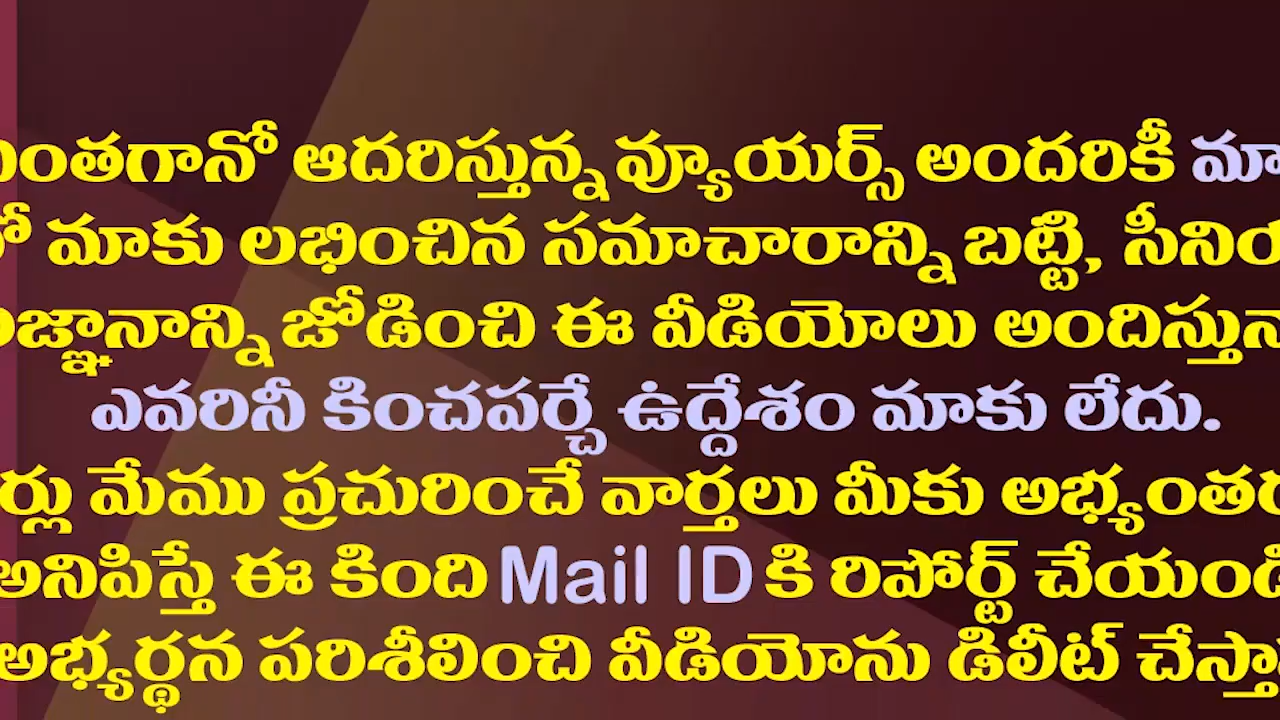 ఎంతగానో ఆదరిస్తున్న వ్యూయర్స్ అందరికీ మా
మాకు లభించిన సమాచారాన్ని బట్టి, సీనియ
జ్ఞానాన్ని జోడించి ఈ వీడియోలు అందిస్తున్నా
ఎవరినీ కించపర్చే ఉద్దేశం మాకు లేదు.
ర్లు మేము ప్రచురించే వార్తలు మీకు అభ్యంతర
అనిపిస్తే ఈ కింది Mail ID కి రిపోర్ట్ చేయండి
అభ్యర్థన పరిశీలించి వీడియోను డిలీట్ చేస్తా